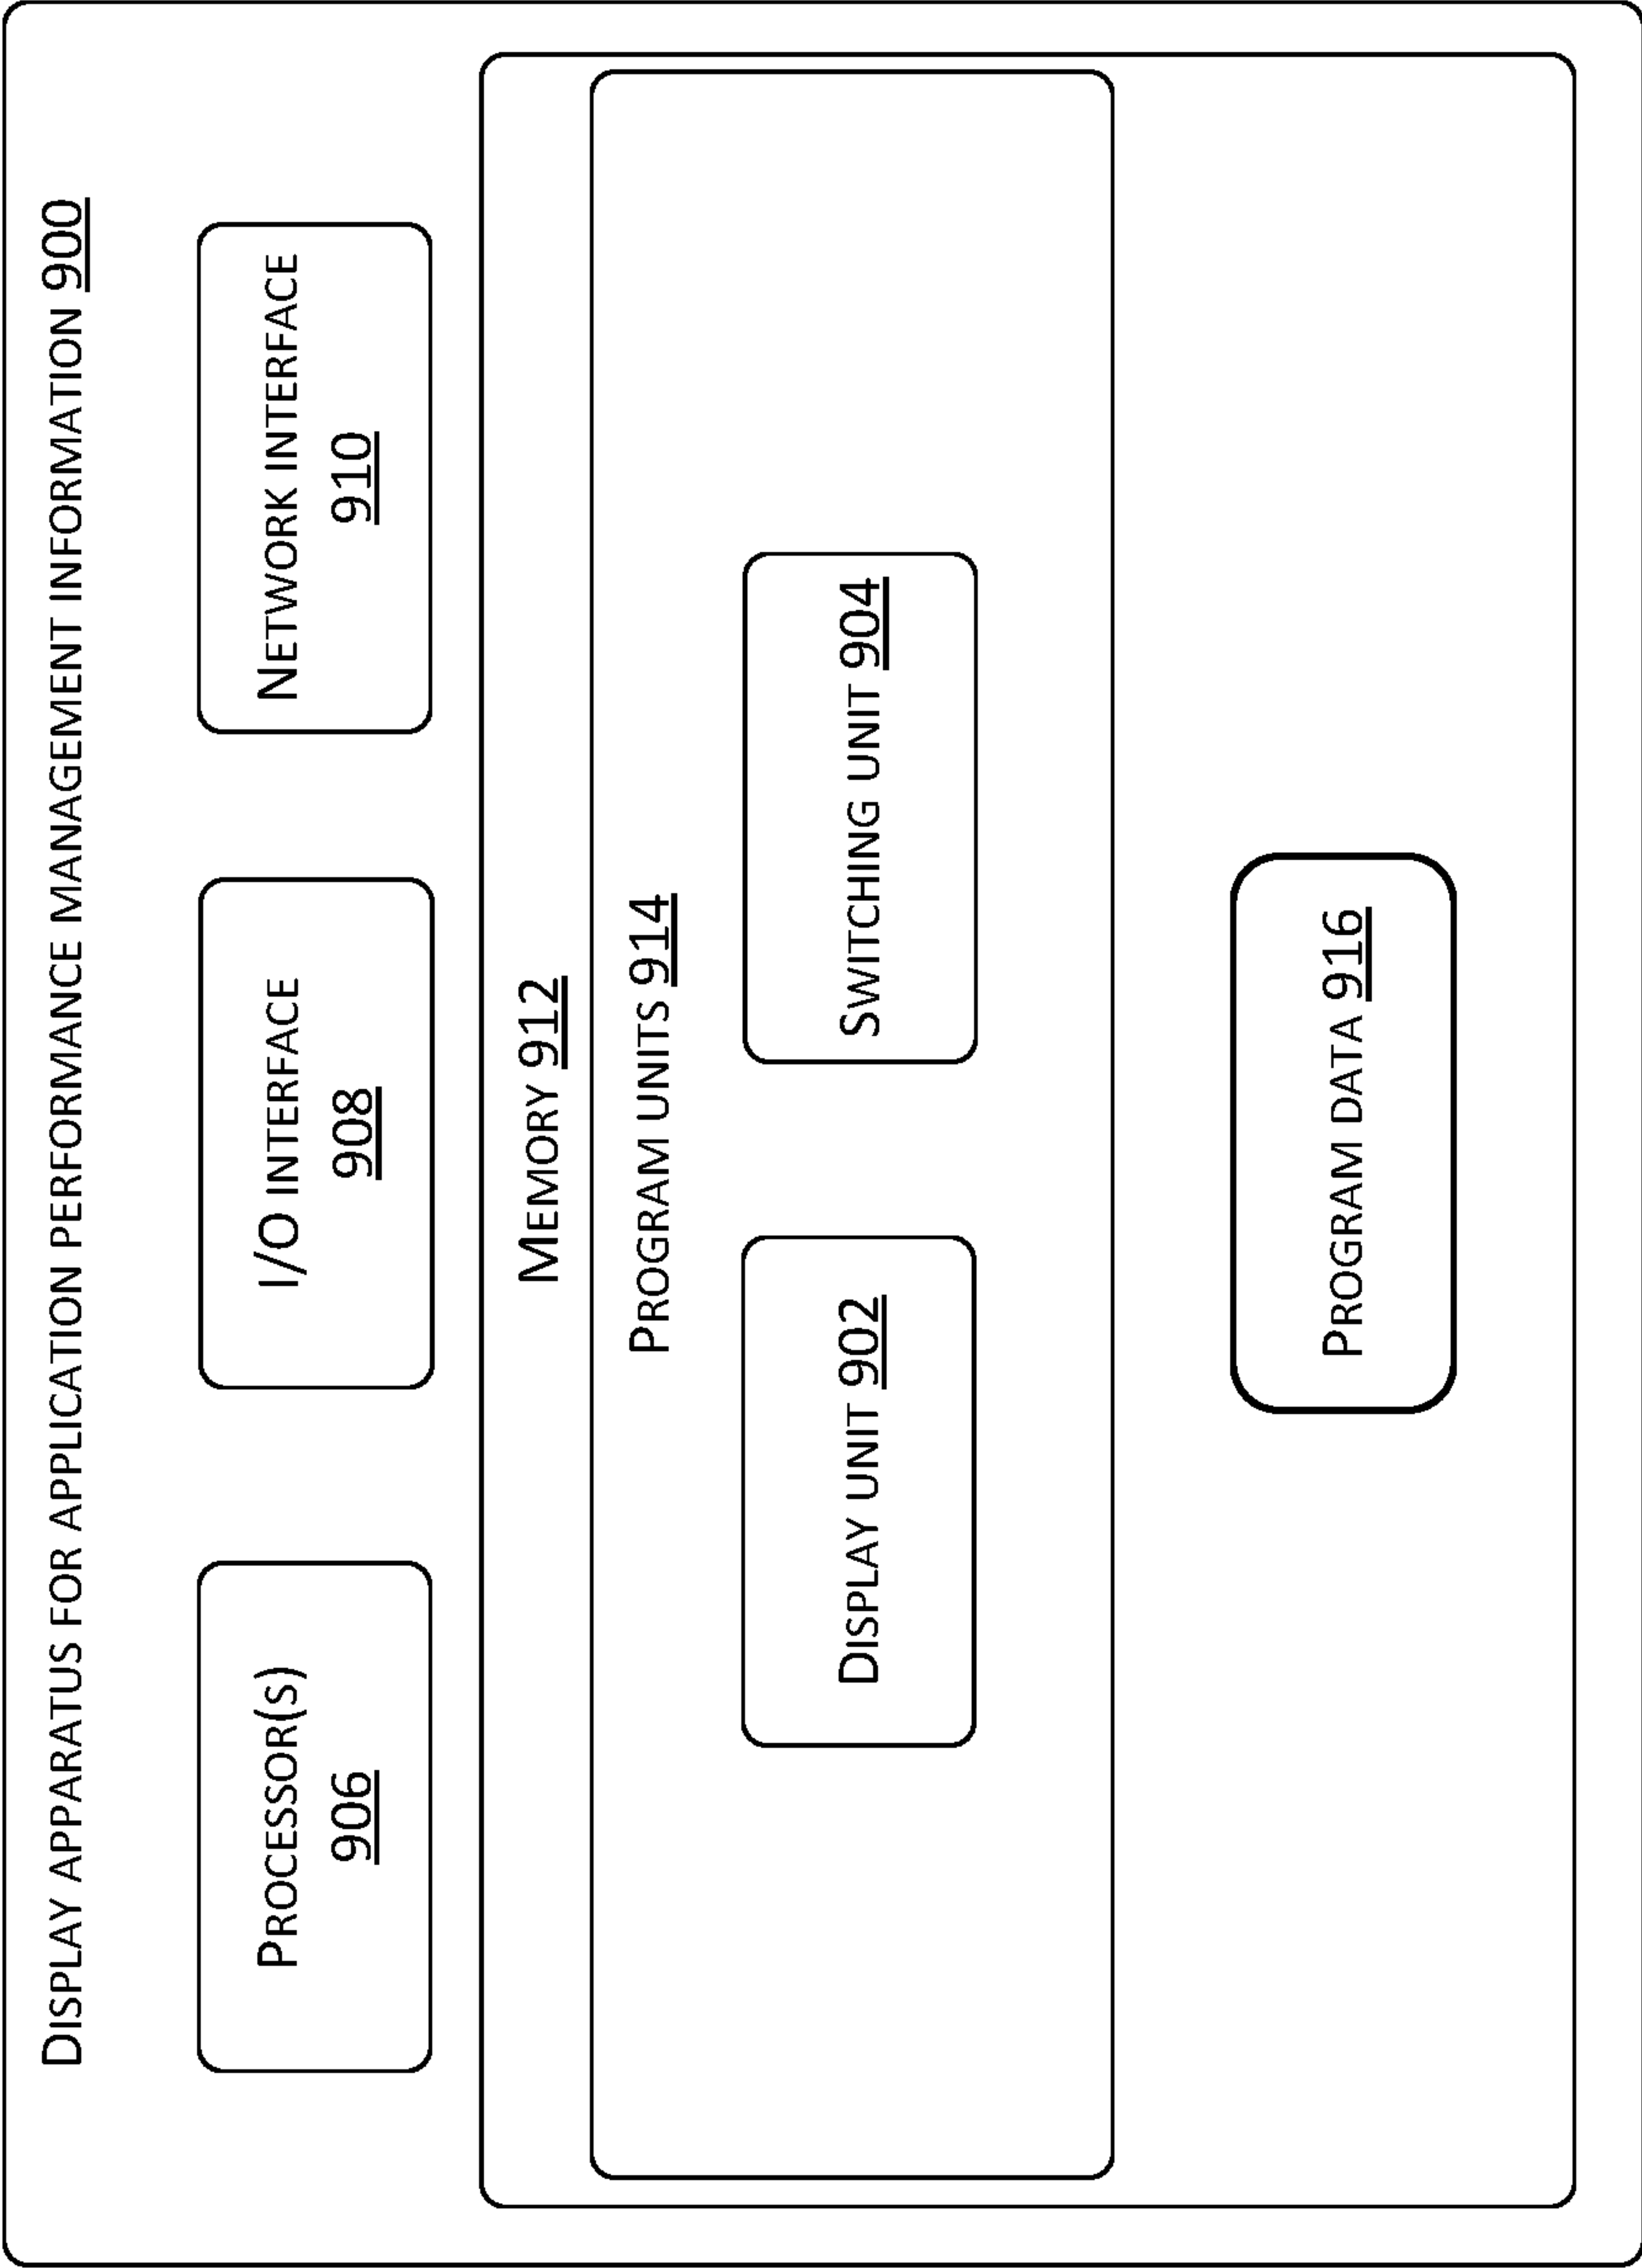 DISPLAY APPARATUS FOR APPLICATION PERFORMANCE MANAGEMENT INFORMATION 900
PROCESSOR(S)
906
I/O INTERFACE
908
NETWORK INTERFACE
910
MEMORY 912
PROGRAM UNITS 914
DISPLAY UNIT 902
SWITCHING UNIT 904
PROGRAM DATA 916